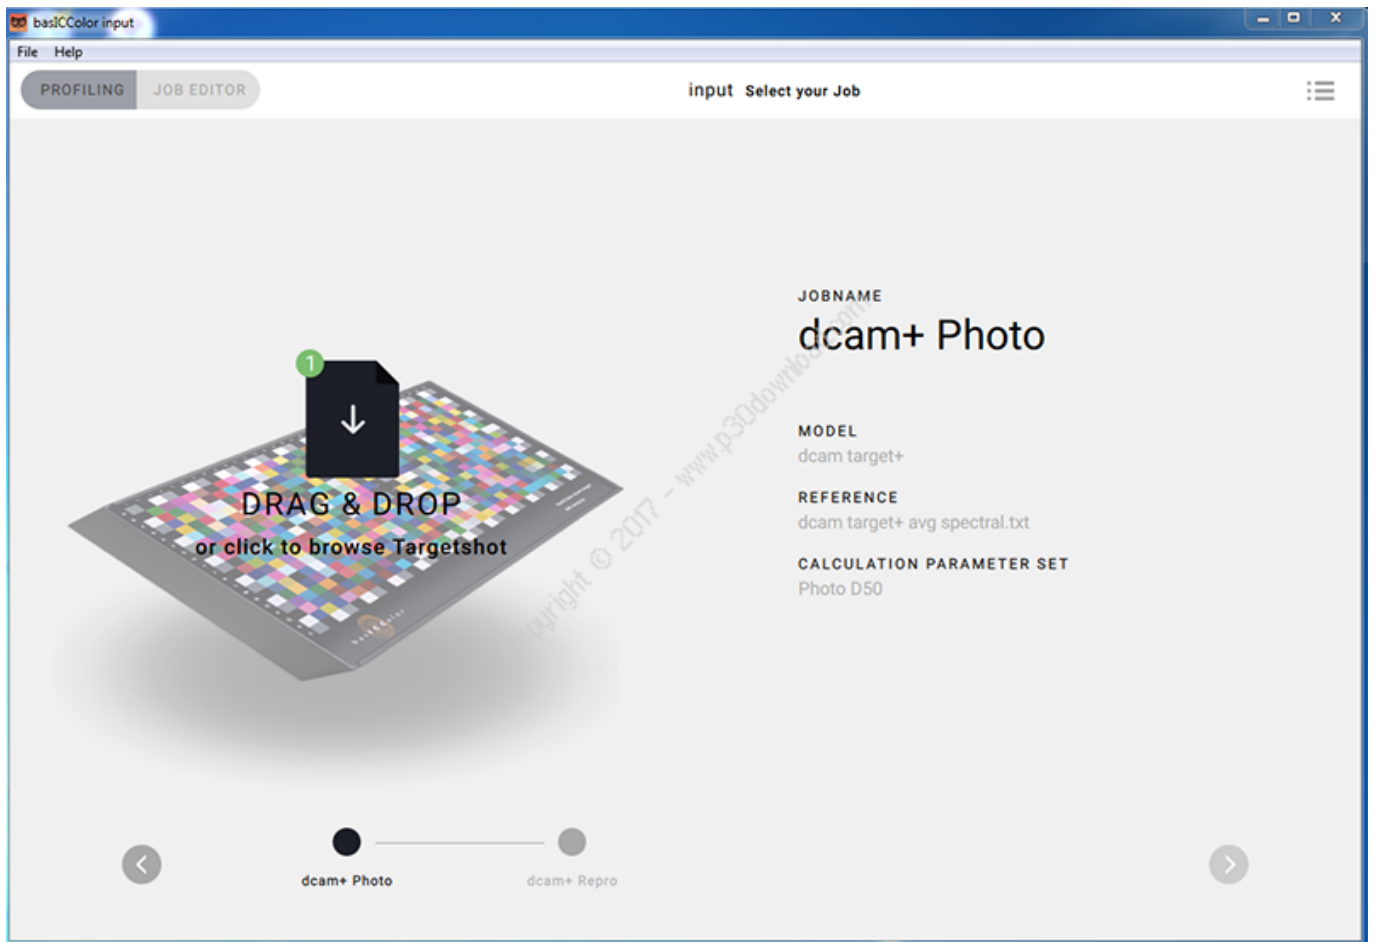 basICColor input
File Help
PROFILING JOB EDITOR
input Select your Job
JOBNAME
dcam+ Photo
MODEL
dcam target+
REFERENCE
dcam target+ avg spectral.txt
CALCULATION PARAMETER SET
Photo D50
1
DRAG & DROP
or click to browse Targetshot
basICColor
Copyright © 2017 - www.p30download.com
dcam+ Photo
dcam+ Repro